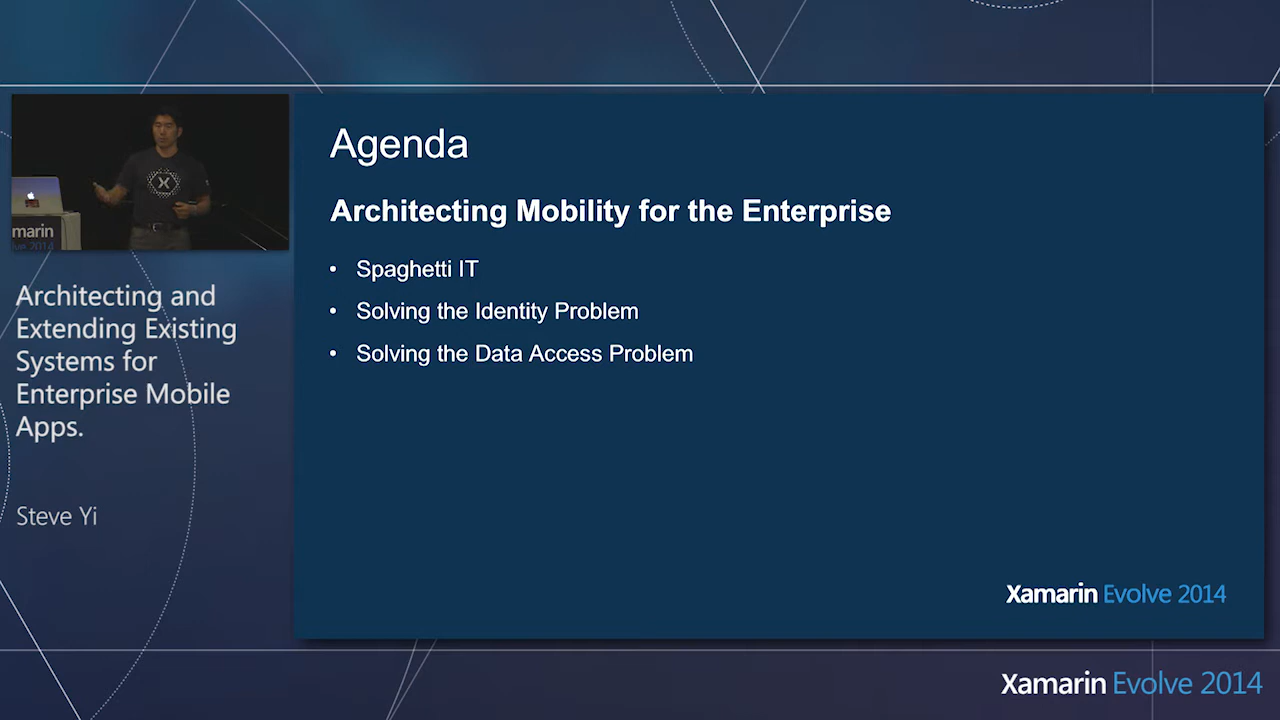 Agenda
Architecting Mobility for the Enterprise
• Spaghetti IT
• Solving the Identity Problem
• Solving the Data Access Problem
Xamarin Evolve 2014
marin
Architecting and
Extending Existing
Systems for
Enterprise Mobile
Apps.
Steve Yi
Xamarin Evolve 2014